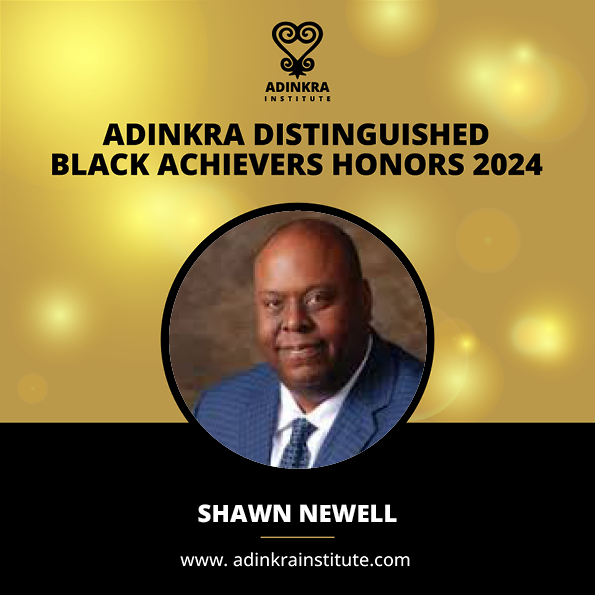 ADINKRA
INSTITUTE
ADINKRA DISTINGUISHED
BLACK ACHIEVERS HONORS 2024
SHAWN NEWELL
www. adinkrainstitute.com